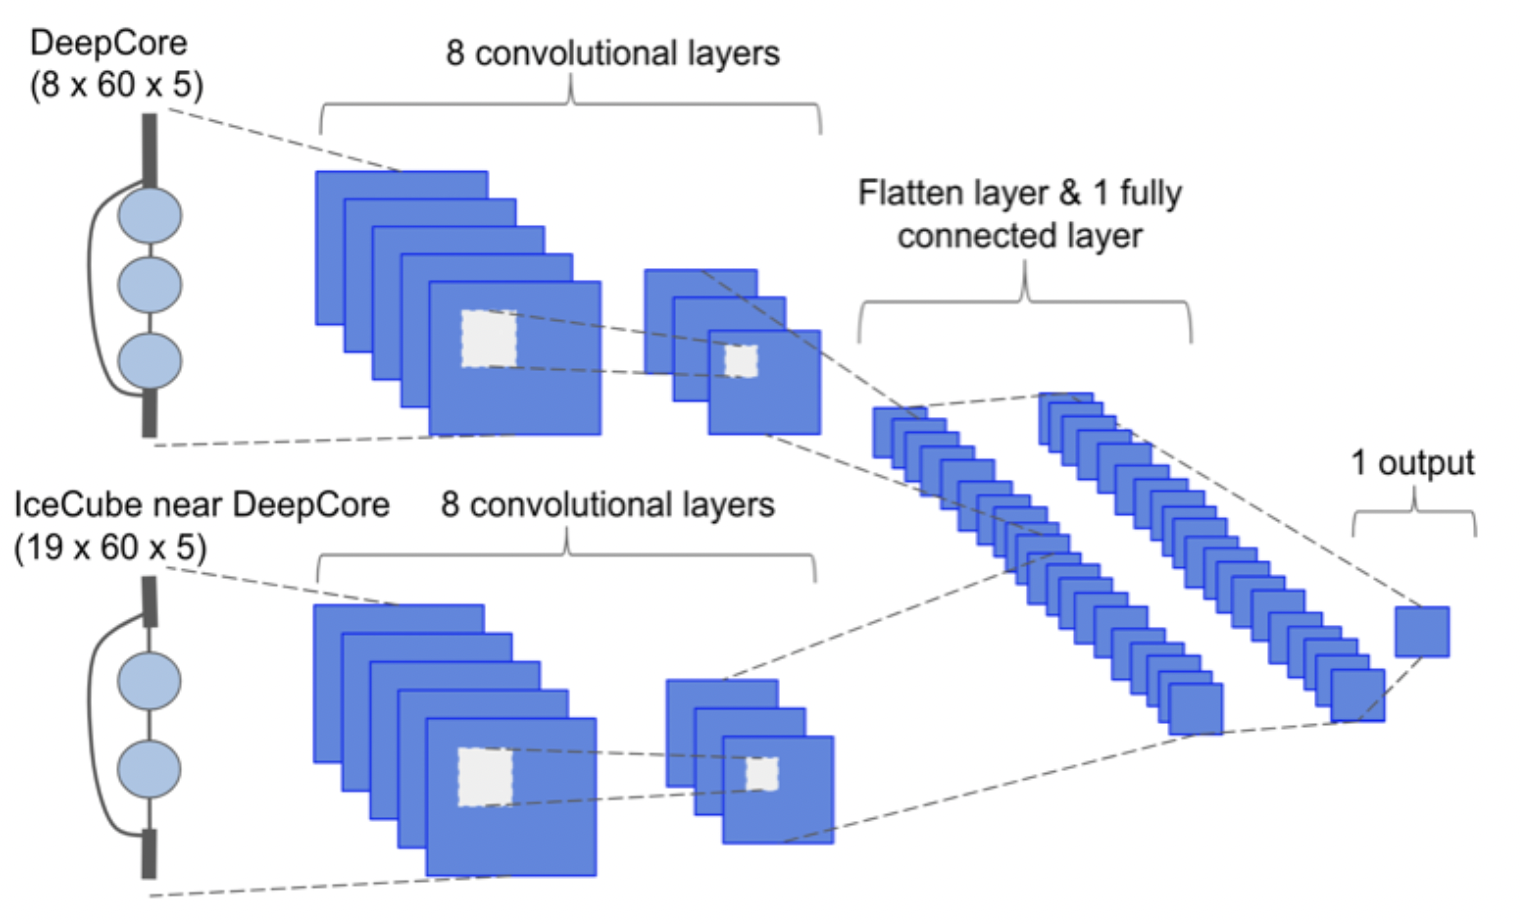 DeepCore
(8 x 60 x 5)
8 convolutional layers
Flatten layer & 1 fully
connected layer
1 output
IceCube near DeepCore
(19 x 60 x 5)
8 convolutional layers